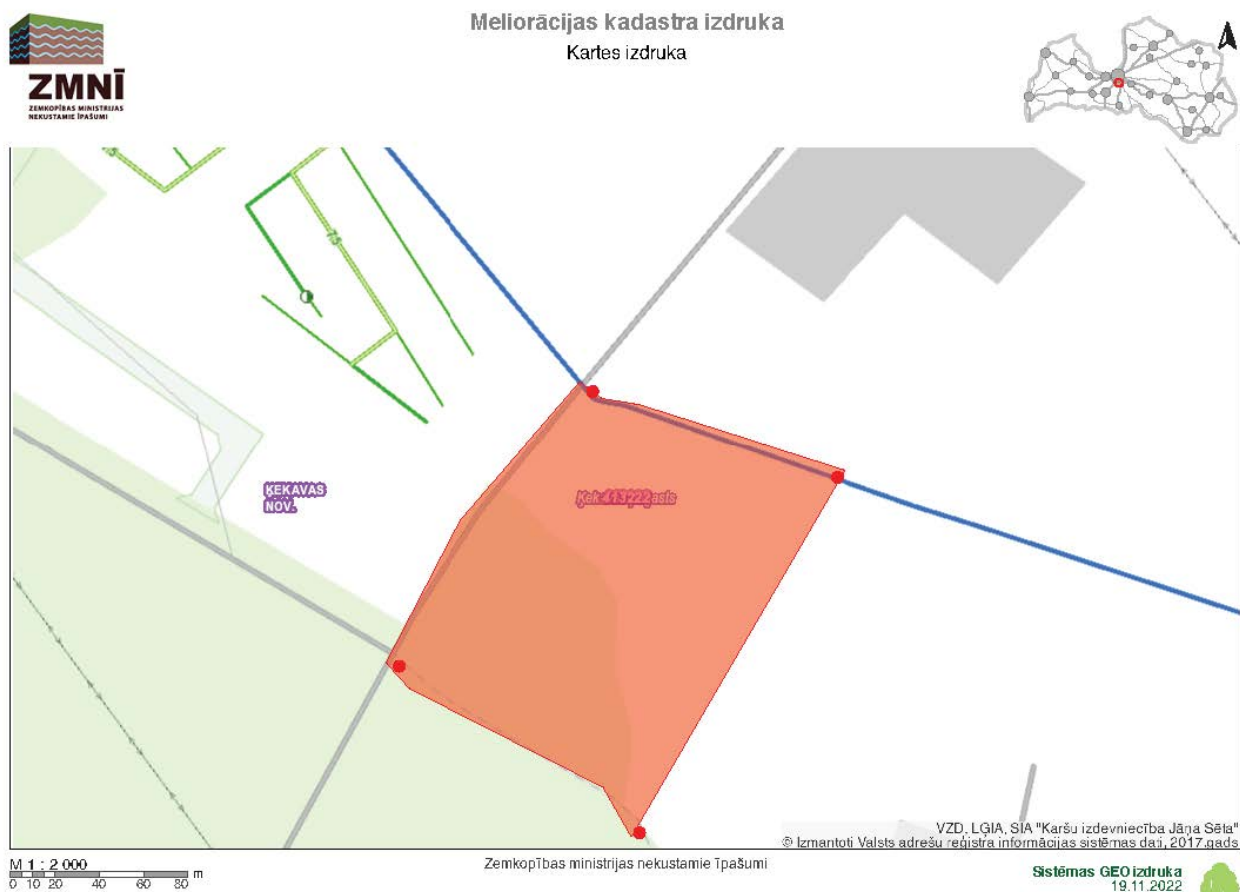 Meliorācijas kadastra izdruka
Kartes izdruka
ZMNĪ
ZEMKOPĪBAS MINISTRIJAS
NEKUSTAMIE ĪPAŠUMI
75
ĶEKAVAS
NOV.
VZD, LĢIA, SIA "Karšu izdevniecība Jāņa Sēta"
© Izmantoti Valsts adrešu reģistra informācijas sistēmas dati, 2017.gads
M 1 : 2 000
0 10 20 40 60 80 m
Zemkopības ministrijas nekustamie īpašumi
Sistēmas GEO izdruka
19.11.2022